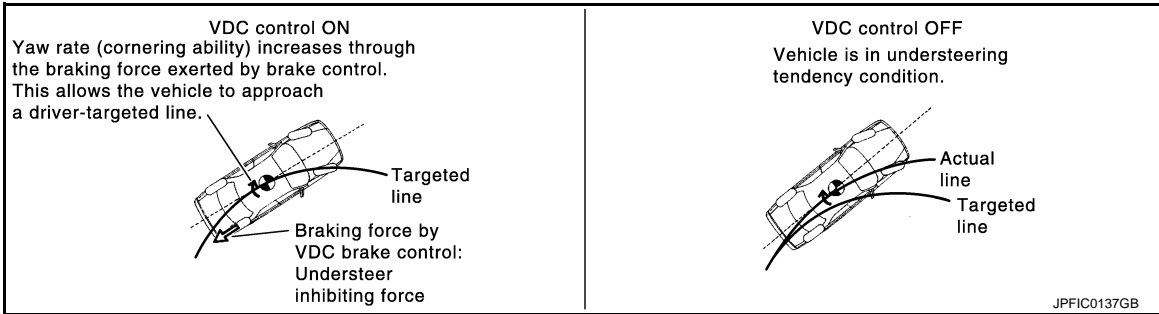 VDC control ON
Yaw rate (cornering ability) increases through
the braking force exerted by brake control.
This allows the vehicle to approach
a driver-targeted line.
Targeted
line
Braking force by
VDC brake control:
Understeer
inhibiting force
VDC control OFF
Vehicle is in understeering
tendency condition.
Actual
line
Targeted
line
JPFIC0137GB